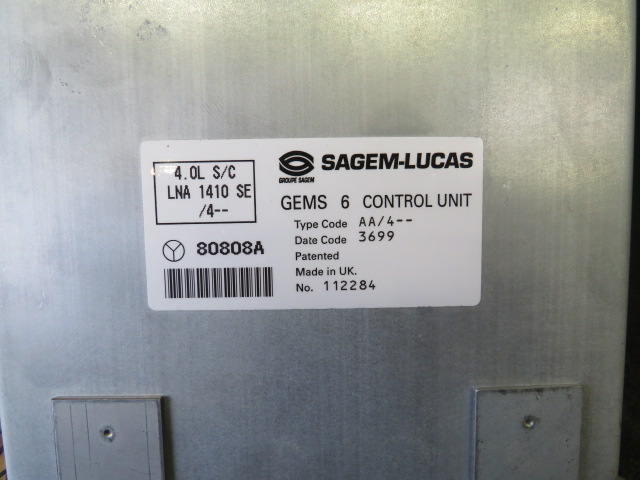 4.0L S/C
LNA 1410 SE
/4--
80808A
GROUPE SAGEM
SAGEM-LUCAS
GEMS 6 CONTROL UNIT
Type Code AA/4--
Date Code 3699
Patented
Made in UK.
No. 112284